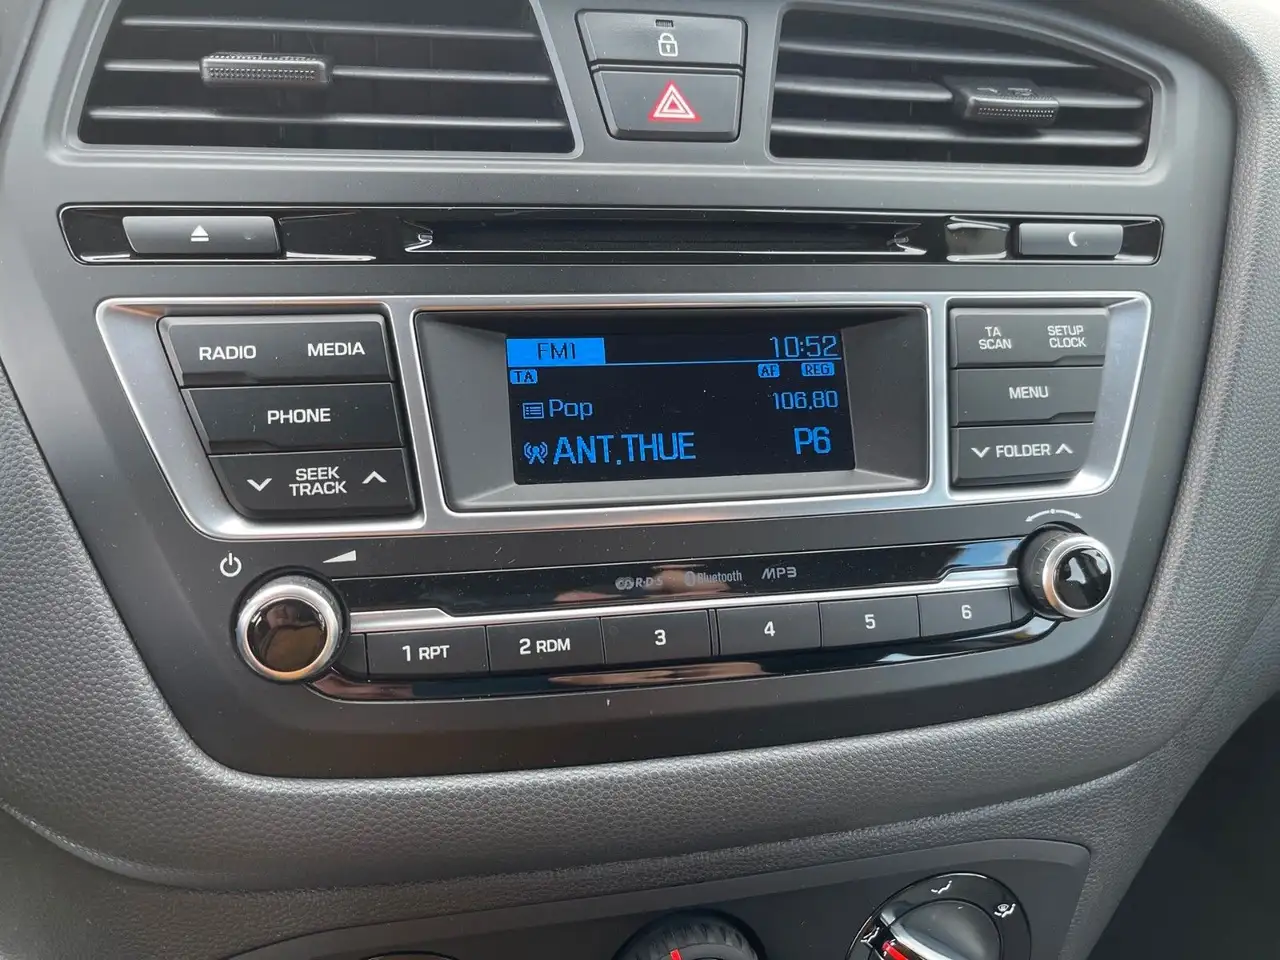 RADIO MEDIA
PHONE
SEEK
TRACK
FM1 10:52
TA AF REG
Pop 106.80
ANT.THUE P6
TA
SCAN
SETUP
CLOCK
MENU
FOLDER
R·D·S Bluetooth MP3
1 RPT 2 RDM 3 4 5 6